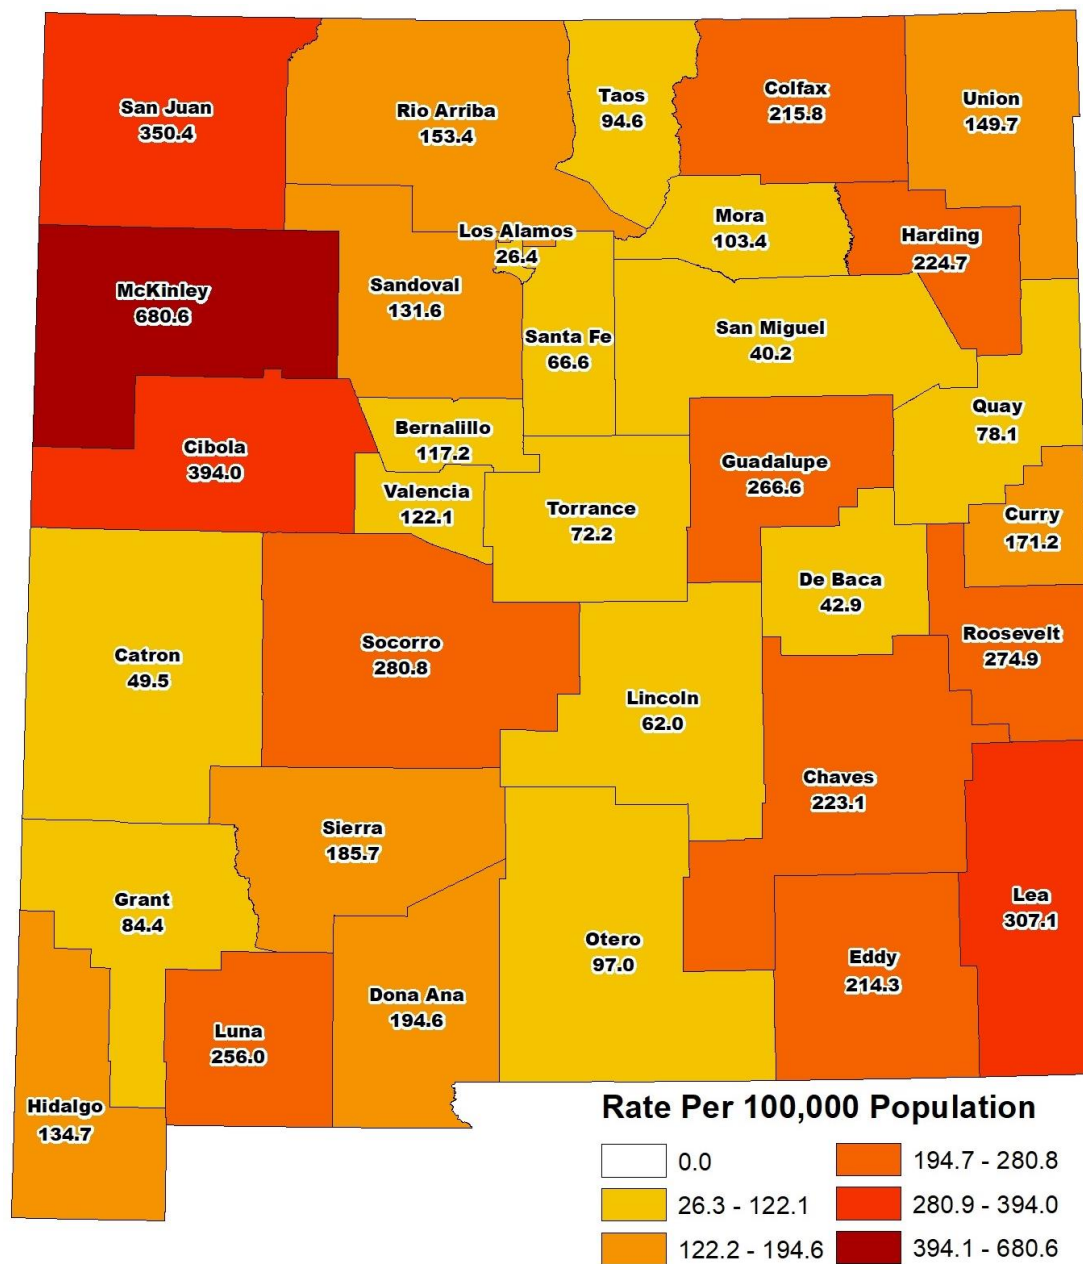 San Juan
350.4
Rio Arriba
153.4
Taos
94.6
Colfax
215.8
Union
149.7
Los Alamos
26.4
Mora
103.4
Harding
224.7
McKinley
680.6
Sandoval
131.6
Santa Fe
66.6
San Miguel
40.2
Quay
78.1
Cibola
394.0
Bernalillo
117.2
Valencia
122.1
Torrance
72.2
Guadalupe
266.6
Curry
171.2
De Baca
42.9
Roosevelt
274.9
Catron
49.5
Socorro
280.8
Lincoln
62.0
Chaves
223.1
Sierra
185.7
Grant
84.4
Otero
97.0
Lea
307.1
Eddy
214.3
Dona Ana
194.6
Luna
256.0
Hidalgo
134.7
Rate Per 100,000 Population
0.0
26.3 - 122.1
122.2 - 194.6
194.7 - 280.8
280.9 - 394.0
394.1 - 680.6